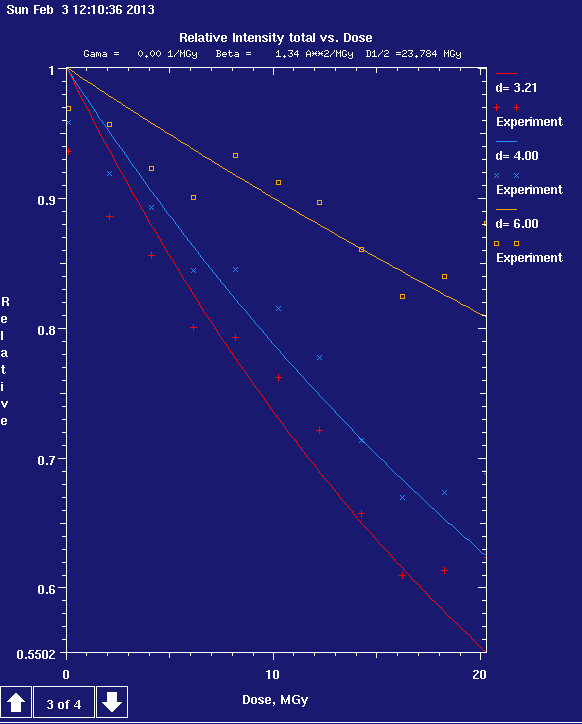 Sun Feb 3 12:10:36 2013
Relative Intensity total vs. Dose
Gama = 0.00 1/MGy Beta = 1.34 A**2/MGy D1/2 =23.784 MGy
1
0.9
0.8
0.7
0.6
0.5502
Relative
0 10 20
Dose, MGy
d= 3.21
Experiment
d= 4.00
Experiment
d= 6.00
Experiment
3 of 4